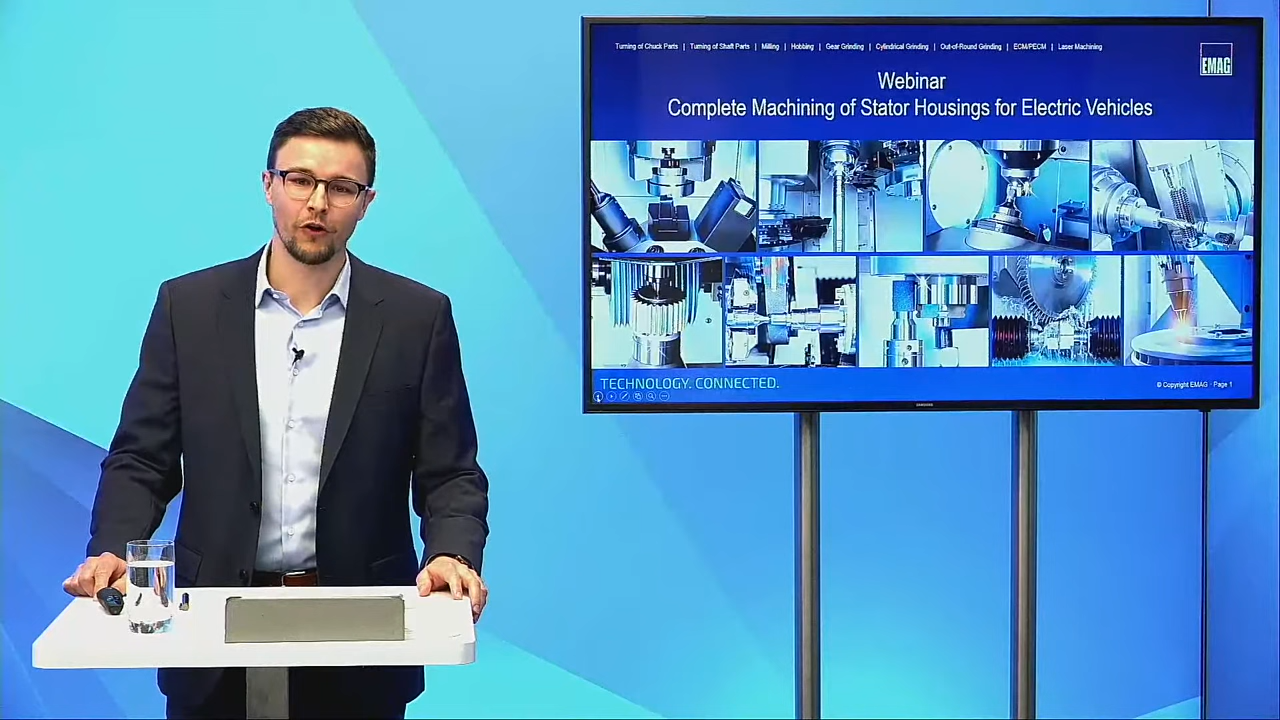 Turning of Chuck Parts | Turning of Shaft Parts | Milling | Hobbing | Gear Grinding | Cylindrical Grinding | Out-of-Round Grinding | ECM/PECM | Laser Machining
EMAG
Webinar
Complete Machining of Stator Housings for Electric Vehicles
TECHNOLOGY. CONNECTED.
© Copyright EMAG - Page 1
SAMSUNG